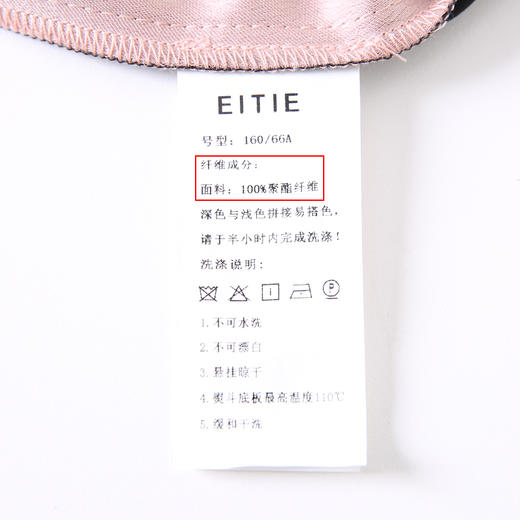 EITIE
号型: 160/66A
纤维成分:
面料: 100%聚酯纤维
深色与浅色拼接易搭色，
请于半小时内完成洗涤!
洗涤说明:
1.不可水洗
2.不可漂白
3.悬挂晾干
4.熨斗底板最高温度110℃
5.缓和干洗